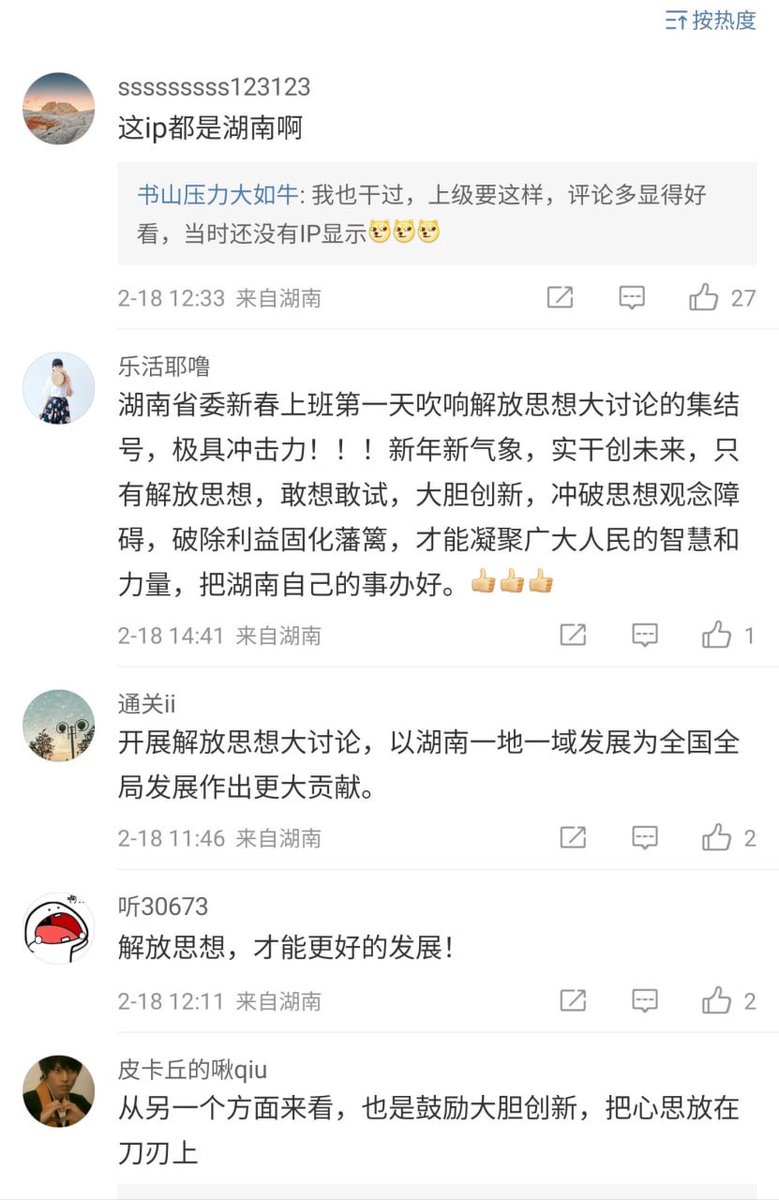 按热度
sssssssss123123
这ip都是湖南啊
书山压力大如牛: 我也干过，上级要这样，评论多显得好
看，当时还没有IP显示
2-18 12:33 来自湖南
27
乐活耶噜
湖南省委新春上班第一天吹响解放思想大讨论的集结
号，极具冲击力！！！新年新气象，实干创未来，只
有解放思想，敢想敢试，大胆创新，冲破思想观念障
碍，破除利益固化藩篱，才能凝聚广大人民的智慧和
力量，把湖南自己的事办好。👍👍👍
2-18 14:41 来自湖南
1
通关ii
开展解放思想大讨论，以湖南一地一域发展为全国全
局发展作出更大贡献。
2-18 11:46 来自湖南
2
听30673
解放思想，才能更好的发展！
2-18 12:11 来自湖南
2
皮卡丘的啾qiu
从另一个方面来看，也是鼓励大胆创新，把心思放在
刀刃上